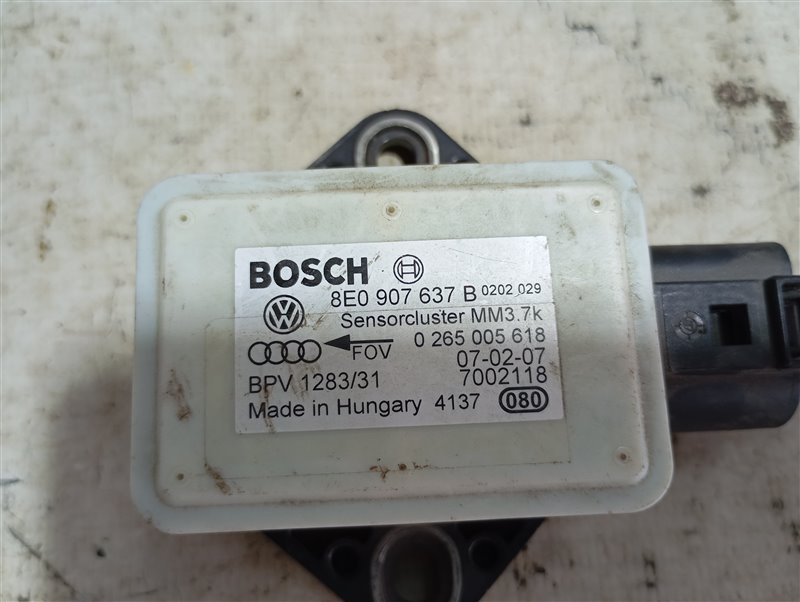 BOSCH
8E0 907 637 B 0202 029
Sensorcluster MM3.7k
FOV 0 265 005 618
07-02-07
BPV 1283/31 7002118
Made in Hungary 4137 080